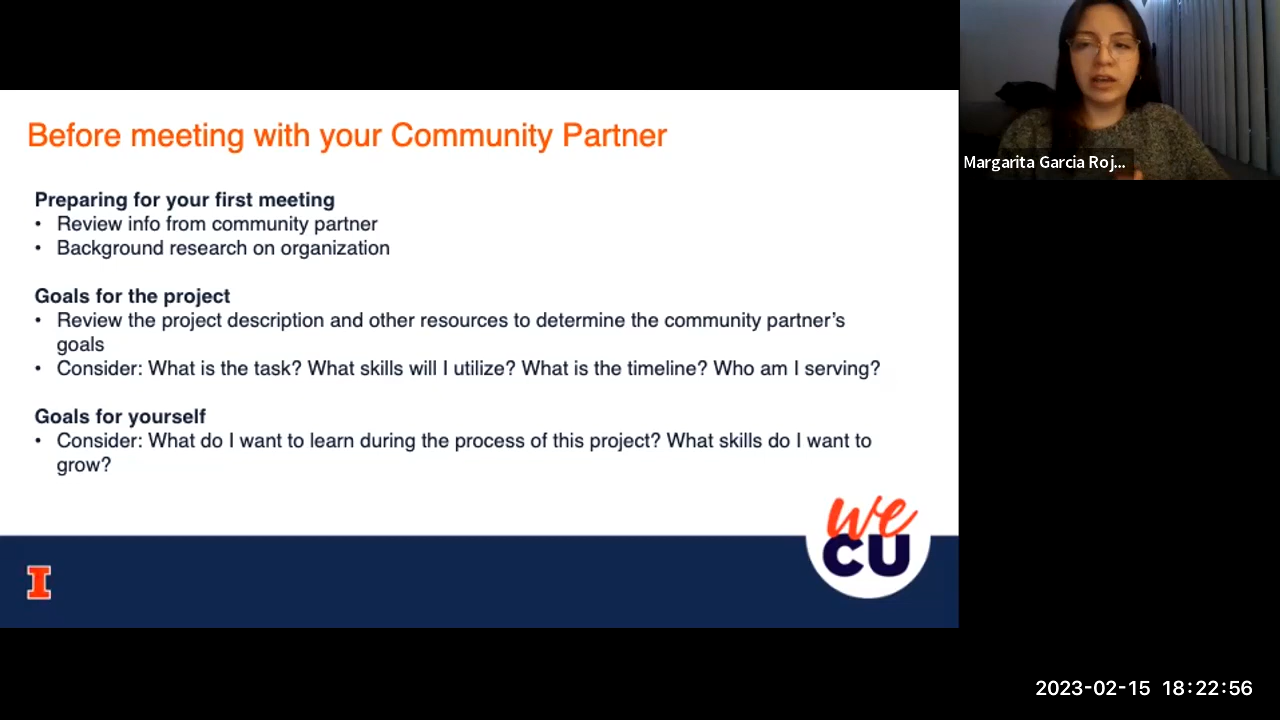 Before meeting with your Community Partner
Margarita Garcia Roj...
Preparing for your first meeting
• Review info from community partner
• Background research on organization
Goals for the project
• Review the project description and other resources to determine the community partner's
goals
• Consider: What is the task? What skills will I utilize? What is the timeline? Who am I serving?
Goals for yourself
• Consider: What do I want to learn during the process of this project? What skills do I want to
grow?
we
CU
I
2023-02-15 18:22:56